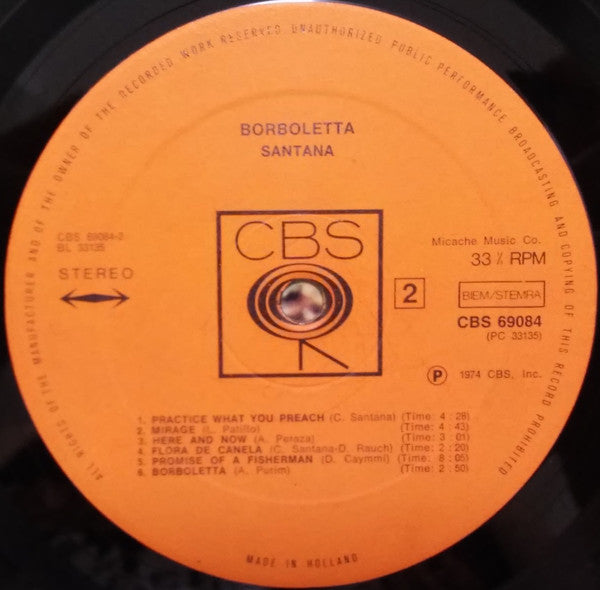 ALL RIGHTS OF THE MANUFACTURER AND OF THE OWNER OF THE RECORDED WORK RESERVED UNAUTHORIZED PUBLIC PERFORMANCE BROADCASTING AND COPYING OF THIS RECORD PROHIBITED
BORBOLETTA
SANTANA
CBS 69084-2
BL 33135
STEREO
CBS
Micache Music Co.
33 ⅓ RPM
2
BIEM/STEMRA
CBS 69084
(PC 33135)
Ⓟ 1974 CBS, Inc.
1. PRACTICE WHAT YOU PREACH (C. Santana) (Time: 4 : 28)
2. MIRAGE (L. Patillo) (Time: 4 : 43)
3. HERE AND NOW (A. Peraza) (Time: 3 : 01)
4. FLORA DE CANELA (C. Santana-D. Rauch) (Time: 2 : 20)
5. PROMISE OF A FISHERMAN (D. Caymmi) (Time: 8 : 05)
6. BORBOLETTA (A. Purim) (Time: 2 : 50)
MADE IN HOLLAND